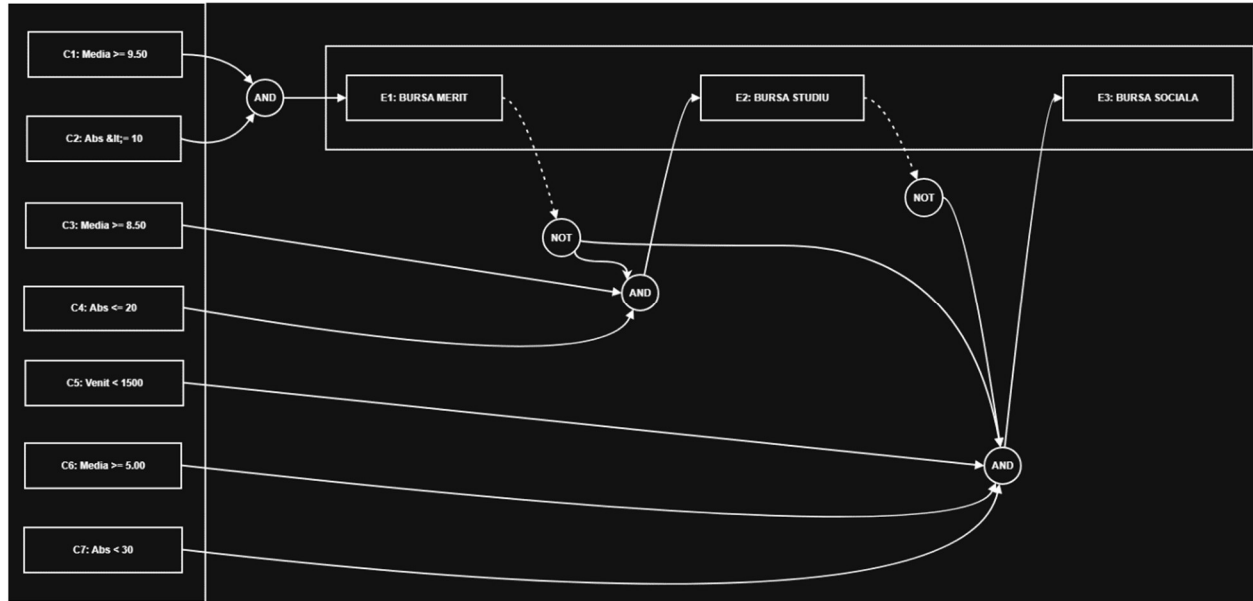 C1: Media >= 9.50
AND
E1: BURSA MERIT
E2: BURSA STUDIU
E3: BURSA SOCIALA
C2: Abs &lt;= 10
NOT
C3: Media >= 8.50
NOT
AND
C4: Abs <= 20
C5: Venit < 1500
C6: Media >= 5.00
AND
C7: Abs < 30